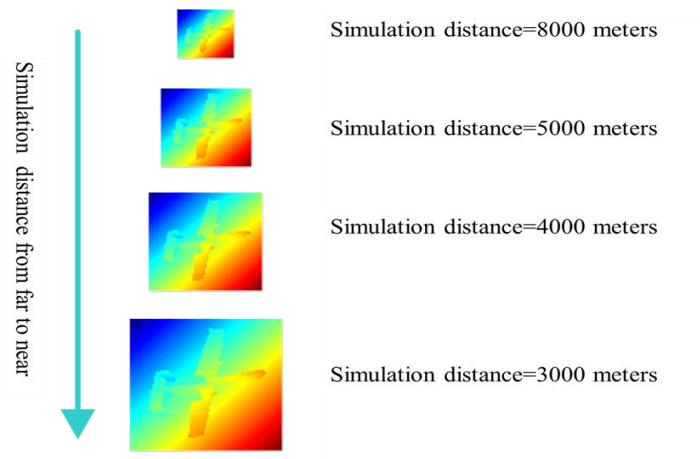 Simulation distance from far to near
Simulation distance=8000 meters
Simulation distance=5000 meters
Simulation distance=4000 meters
Simulation distance=3000 meters